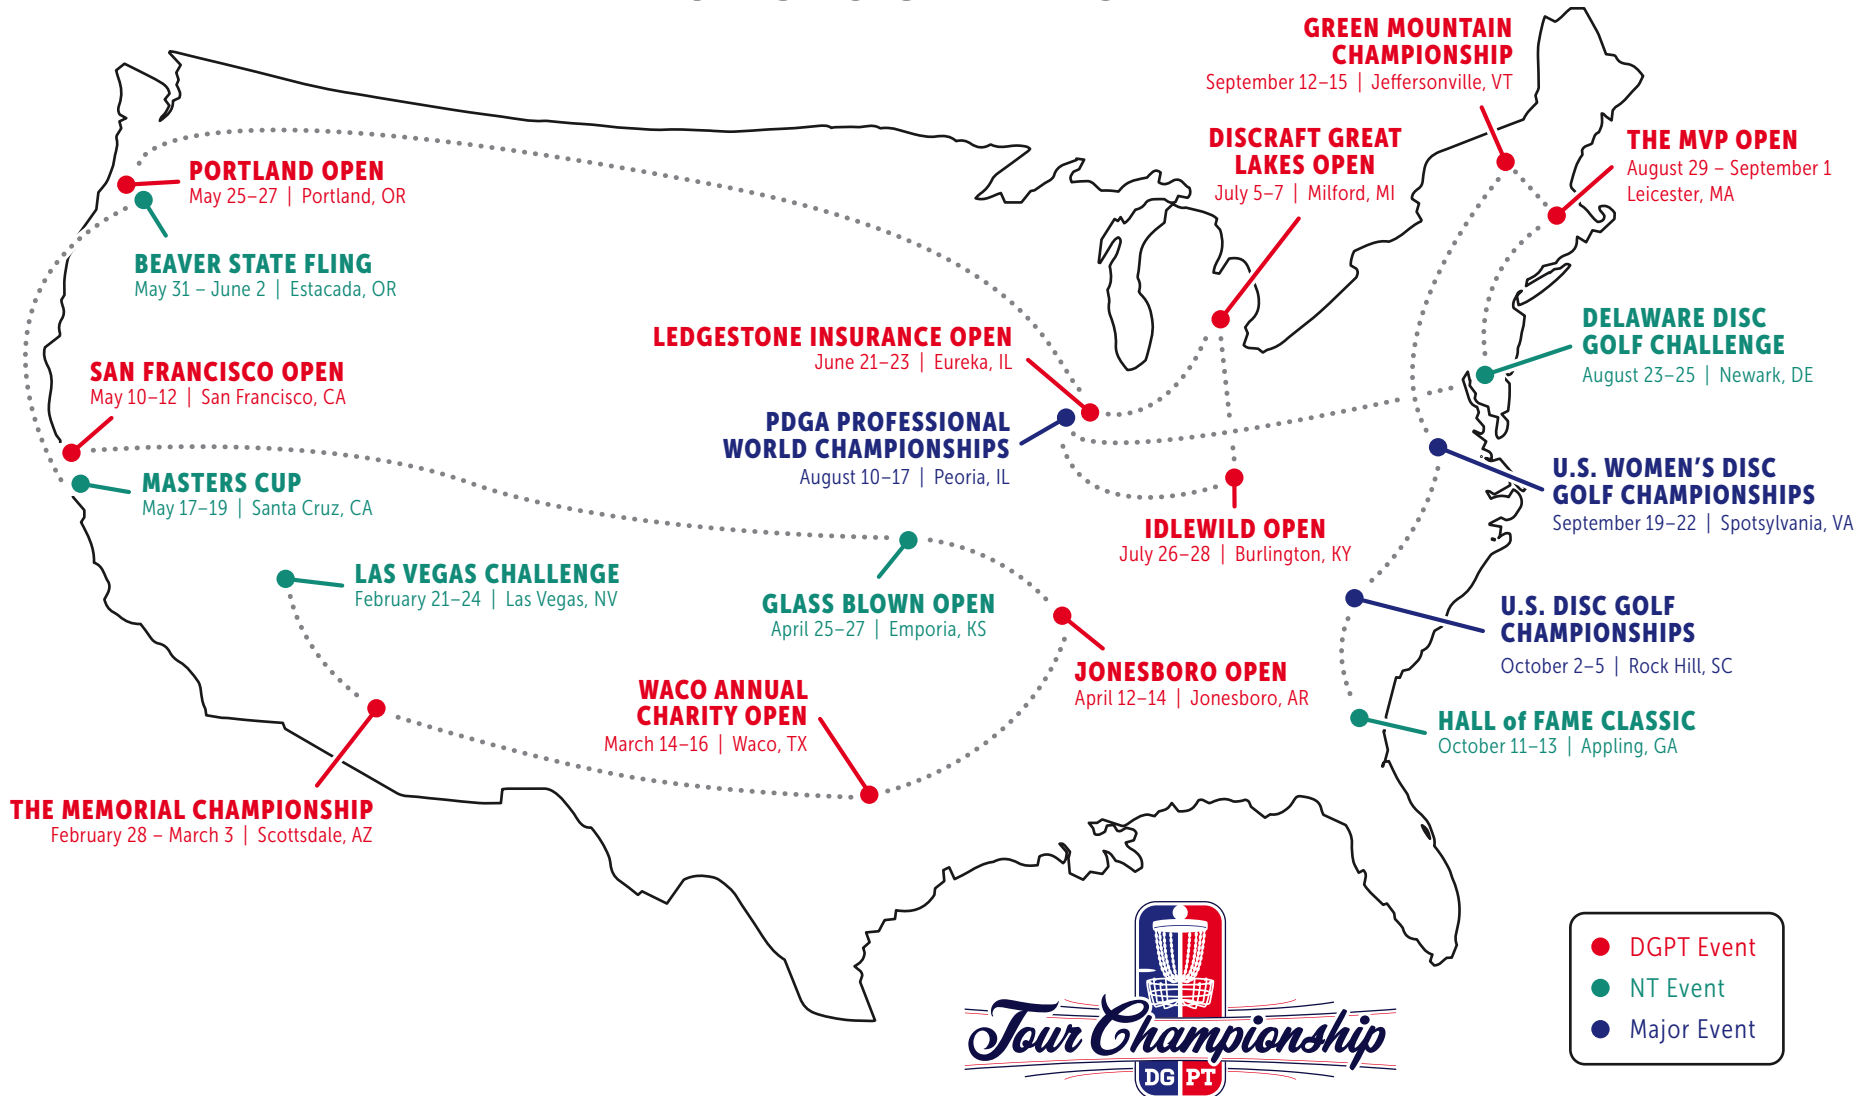 GREEN MOUNTAIN
CHAMPIONSHIP
September 12–15 | Jeffersonville, VT
DISCRAFT GREAT
LAKES OPEN
July 5–7 | Milford, MI
THE MVP OPEN
August 29 – September 1
Leicester, MA
PORTLAND OPEN
May 25–27 | Portland, OR
BEAVER STATE FLING
May 31 – June 2 | Estacada, OR
LEDGESTONE INSURANCE OPEN
June 21–23 | Eureka, IL
DELAWARE DISC
GOLF CHALLENGE
August 23–25 | Newark, DE
SAN FRANCISCO OPEN
May 10–12 | San Francisco, CA
PDGA PROFESSIONAL
WORLD CHAMPIONSHIPS
August 10–17 | Peoria, IL
MASTERS CUP
May 17–19 | Santa Cruz, CA
U.S. WOMEN'S DISC
GOLF CHAMPIONSHIPS
September 19–22 | Spotsylvania, VA
IDLEWILD OPEN
July 26–28 | Burlington, KY
LAS VEGAS CHALLENGE
February 21–24 | Las Vegas, NV
GLASS BLOWN OPEN
April 25–27 | Emporia, KS
U.S. DISC GOLF
CHAMPIONSHIPS
October 2–5 | Rock Hill, SC
JONESBORO OPEN
April 12–14 | Jonesboro, AR
WACO ANNUAL
CHARITY OPEN
March 14–16 | Waco, TX
HALL of FAME CLASSIC
October 11–13 | Appling, GA
THE MEMORIAL CHAMPIONSHIP
February 28 – March 3 | Scottsdale, AZ
Tour Championship
DG PT
DGPT Event
NT Event
Major Event